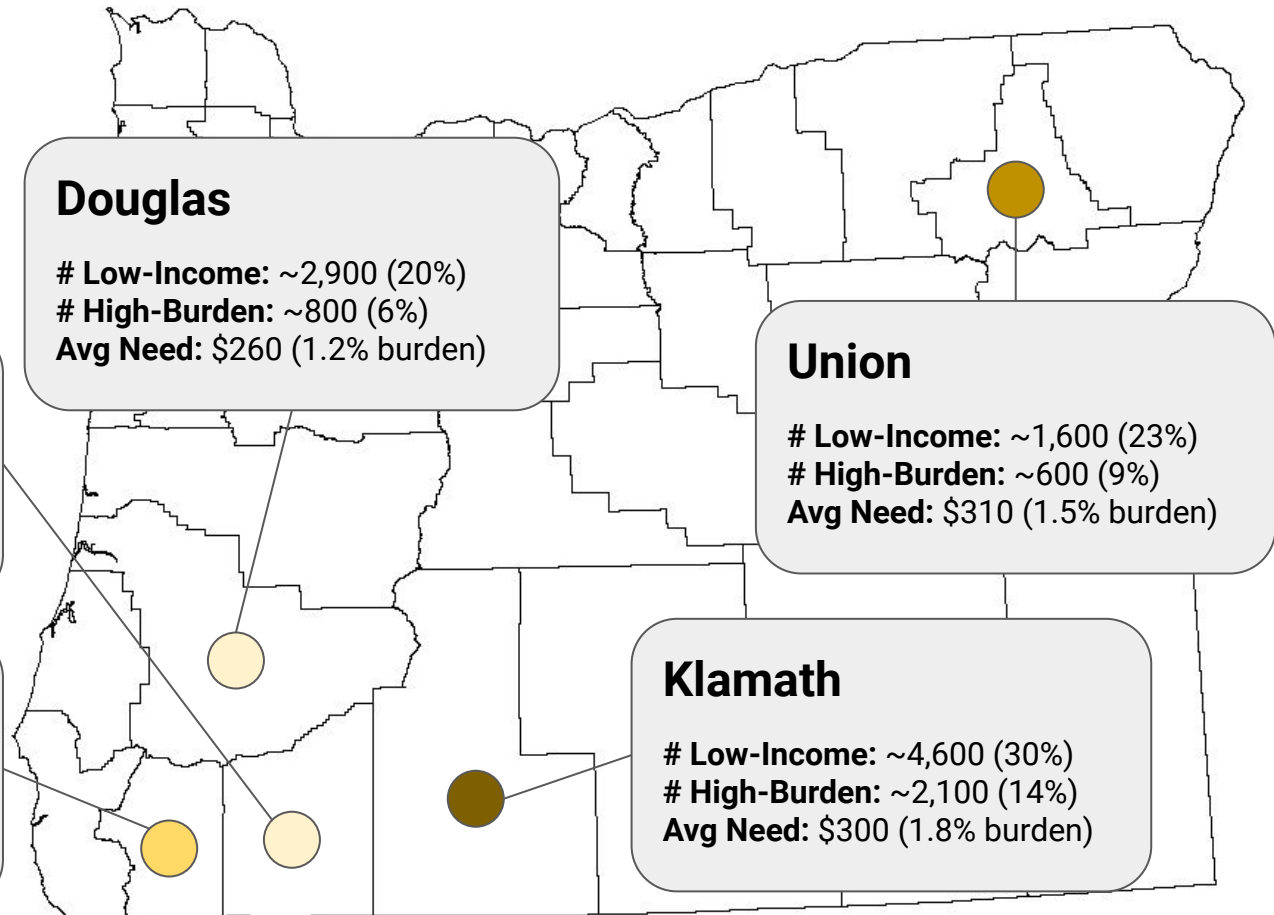 Douglas
# Low-Income: ~2,900 (20%)
# High-Burden: ~800 (6%)
Avg Need: $260 (1.2% burden)
Union
# Low-Income: ~1,600 (23%)
# High-Burden: ~600 (9%)
Avg Need: $310 (1.5% burden)
Klamath
# Low-Income: ~4,600 (30%)
# High-Burden: ~2,100 (14%)
Avg Need: $300 (1.8% burden)